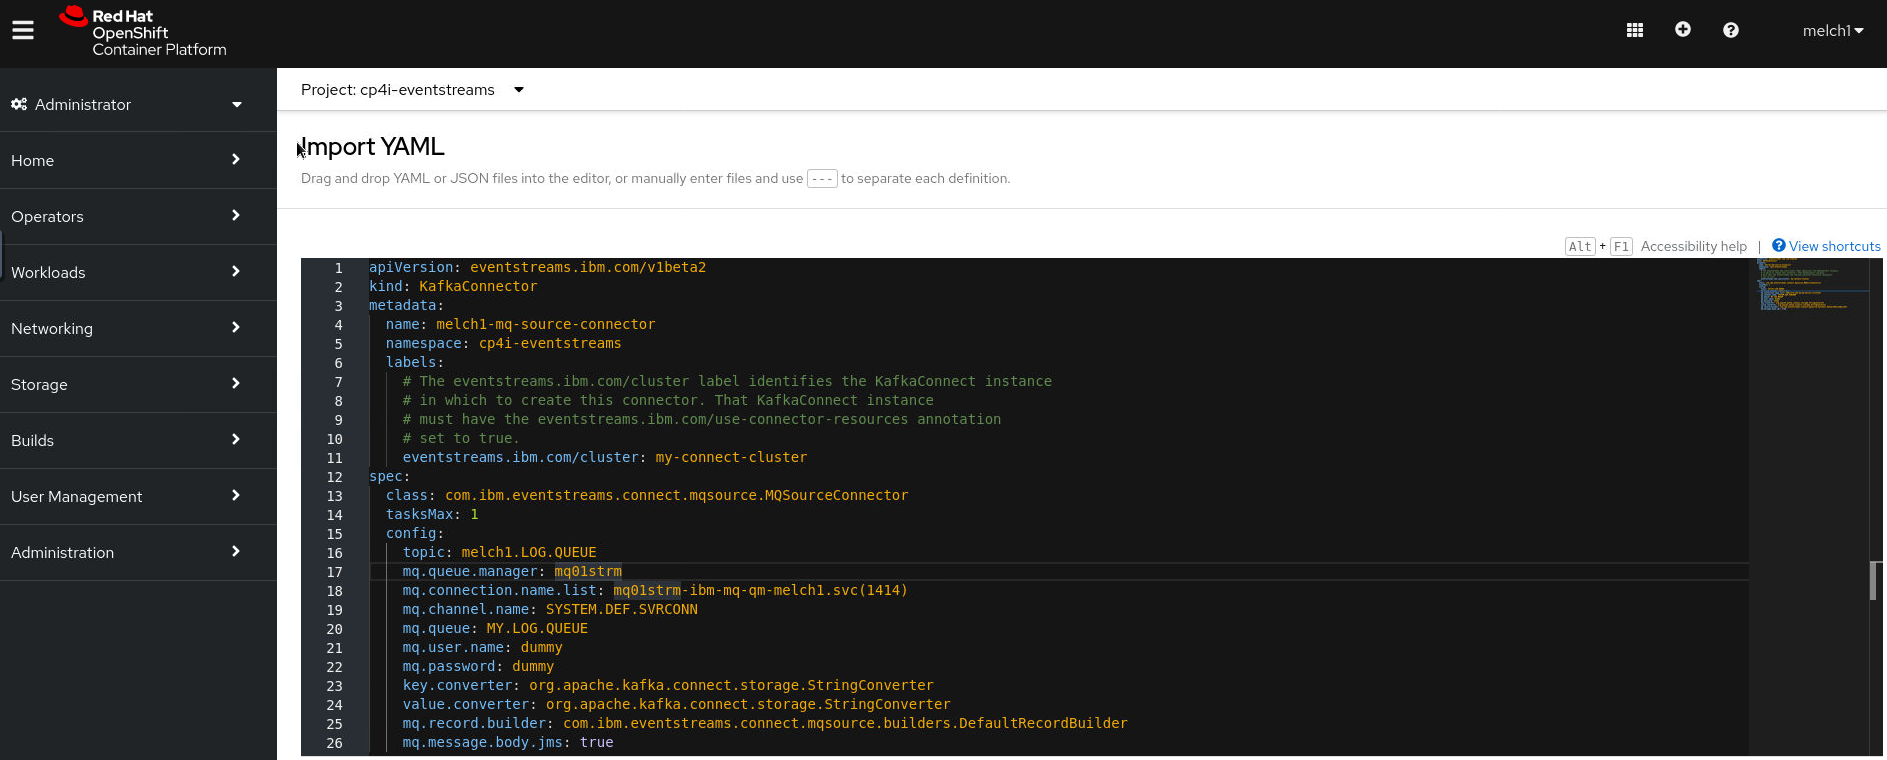 Red Hat
OpenShift
Container Platform
melch1
Administrator
Home
Operators
Workloads
Networking
Storage
Builds
User Management
Administration
Project: cp4i-eventstreams
Import YAML
Drag and drop YAML or JSON files into the editor, or manually enter files and use --- to separate each definition.
Alt + F1 Accessibility help | View shortcuts
1 apiVersion: eventstreams.ibm.com/v1beta2
2 kind: KafkaConnector
3 metadata:
4   name: melch1-mq-source-connector
5   namespace: cp4i-eventstreams
6   labels:
7     # The eventstreams.ibm.com/cluster label identifies the KafkaConnect instance
8     # in which to create this connector. That KafkaConnect instance
9     # must have the eventstreams.ibm.com/use-connector-resources annotation
10     # set to true.
11     eventstreams.ibm.com/cluster: my-connect-cluster
12 spec:
13   class: com.ibm.eventstreams.connect.mqsource.MQSourceConnector
14   tasksMax: 1
15   config:
16     topic: melch1.LOG.QUEUE
17     mq.queue.manager: mq01strm
18     mq.connection.name.list: mq01strm-ibm-mq-qm-melch1.svc(1414)
19     mq.channel.name: SYSTEM.DEF.SVRCONN
20     mq.queue: MY.LOG.QUEUE
21     mq.user.name: dummy
22     mq.password: dummy
23     key.converter: org.apache.kafka.connect.storage.StringConverter
24     value.converter: org.apache.kafka.connect.storage.StringConverter
25     mq.record.builder: com.ibm.eventstreams.connect.mqsource.builders.DefaultRecordBuilder
26     mq.message.body.jms: true